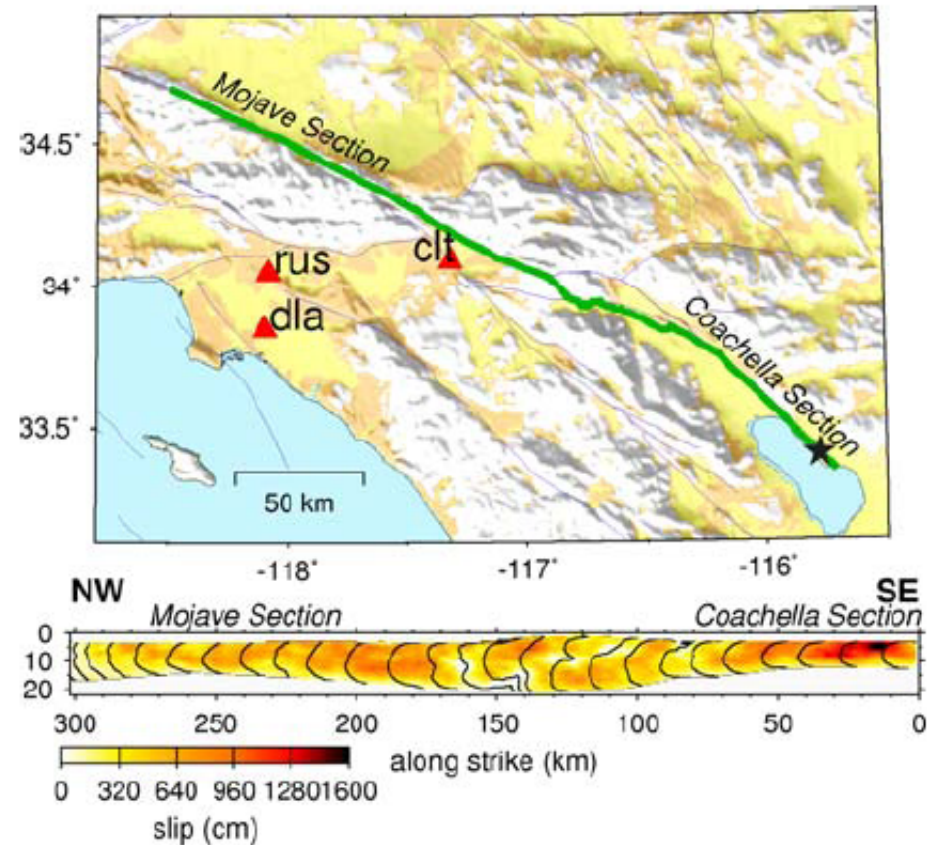 Mojave Section
34.5°
clt
rus
34°
dla
Coachella Section
33.5°
50 km
-118° -117° -116°
NW SE
Mojave Section Coachella Section
0
10
20
300 250 200 150 100 50 0
along strike (km)
0 320 640 960 12801600
slip (cm)